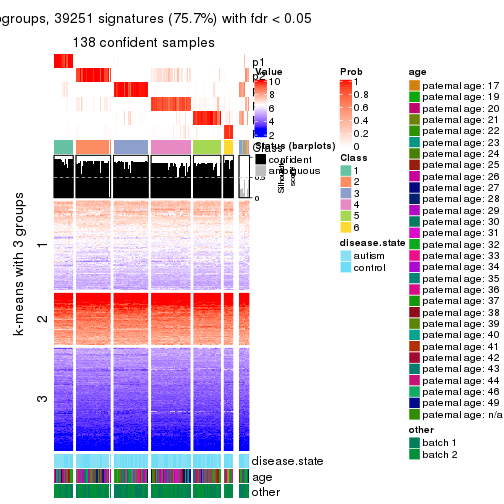 ogroups, 39251 signatures (75.7%) with fdr < 0.05
138 confident samples
p1
p2
Value
10
8
6
4
2
Prob
1
0.8
0.6
0.4
0.2
0
Class
Status (barplots)
confident
ambiguous
0.5
0
Silhouette
score
Class
1
2
3
4
5
6
disease.state
autism
control
k-means with 3 groups
1
2
3
disease.state
age
other
age
paternal age: 17
paternal age: 19
paternal age: 20
paternal age: 21
paternal age: 22
paternal age: 23
paternal age: 24
paternal age: 25
paternal age: 26
paternal age: 27
paternal age: 28
paternal age: 29
paternal age: 30
paternal age: 31
paternal age: 32
paternal age: 33
paternal age: 34
paternal age: 35
paternal age: 36
paternal age: 37
paternal age: 38
paternal age: 39
paternal age: 40
paternal age: 41
paternal age: 42
paternal age: 43
paternal age: 44
paternal age: 46
paternal age: 49
paternal age: n/a
other
batch 1
batch 2